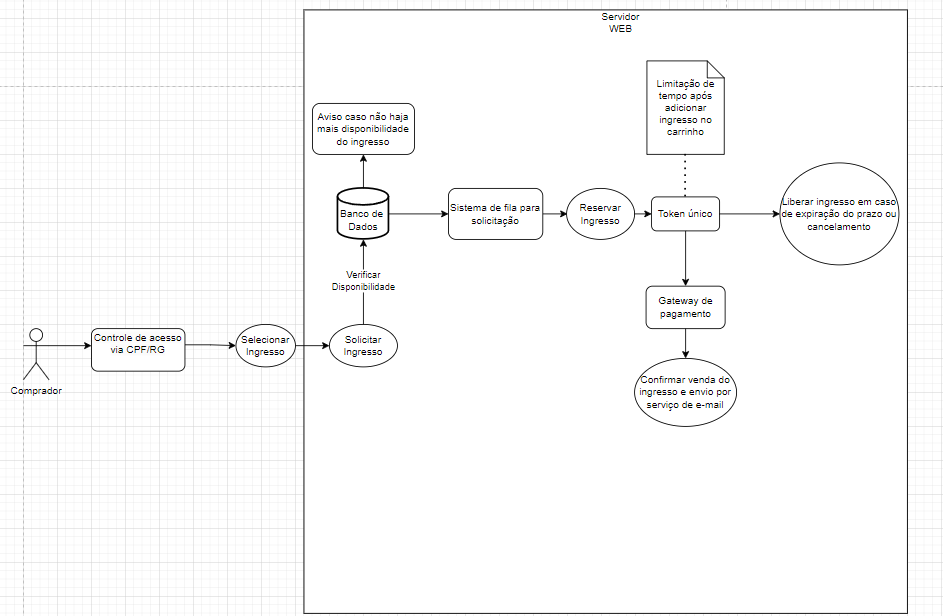 Servidor
WEB
Limitação de
tempo após
adicionar
ingresso no
carrinho
Aviso caso não haja
mais disponibilidade
do ingresso
Banco de
Dados
Sistema de fila para
solicitação
Reservar
Ingresso
Token único
Liberar ingresso em caso
de expiração do prazo ou
cancelamento
Verificar
Disponibilidade
Gateway de
pagamento
Comprador
Controle de acesso
via CPF/RG
Selecionar
Ingresso
Solicitar
Ingresso
Confirmar venda do
ingresso e envio por
serviço de e-mail